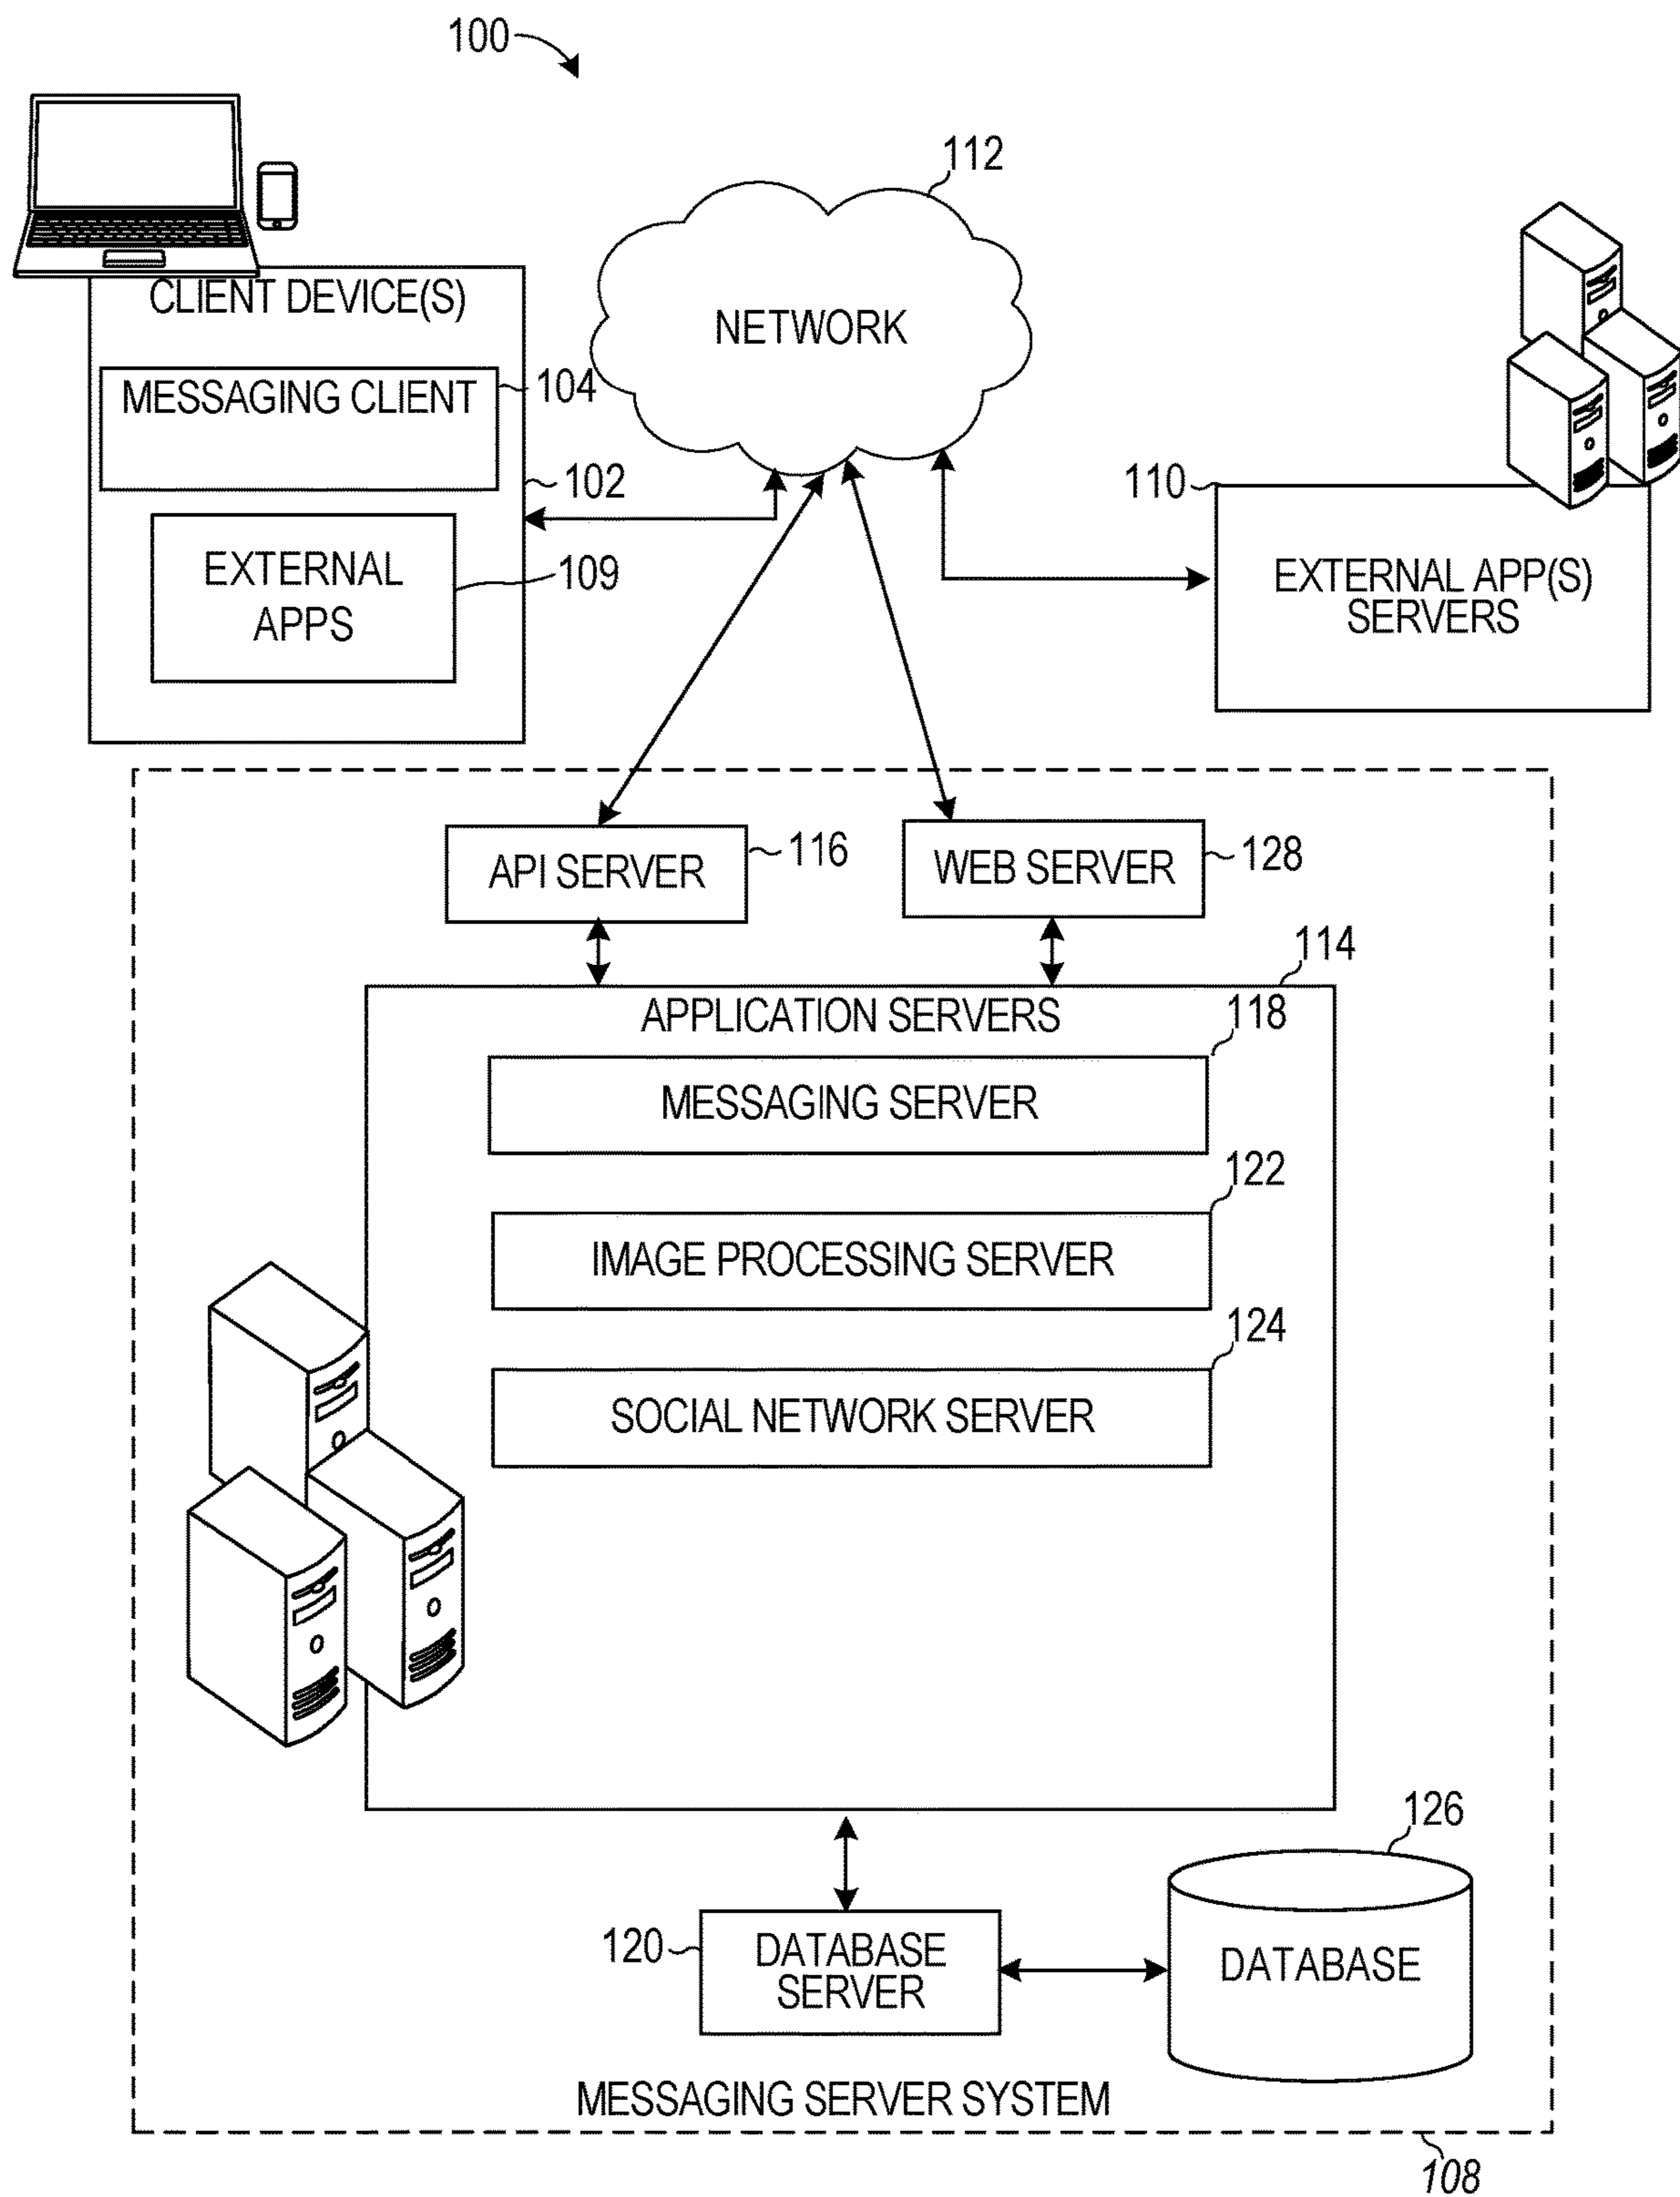 100
112
CLIENT DEVICE(S)
NETWORK
MESSAGING CLIENT
104
102
110
EXTERNAL
APPS
109
EXTERNAL APP(S)
SERVERS
API SERVER
116
WEB SERVER
128
114
APPLICATION SERVERS
118
MESSAGING SERVER
122
IMAGE PROCESSING SERVER
124
SOCIAL NETWORK SERVER
126
120
DATABASE
SERVER
DATABASE
MESSAGING SERVER SYSTEM
108